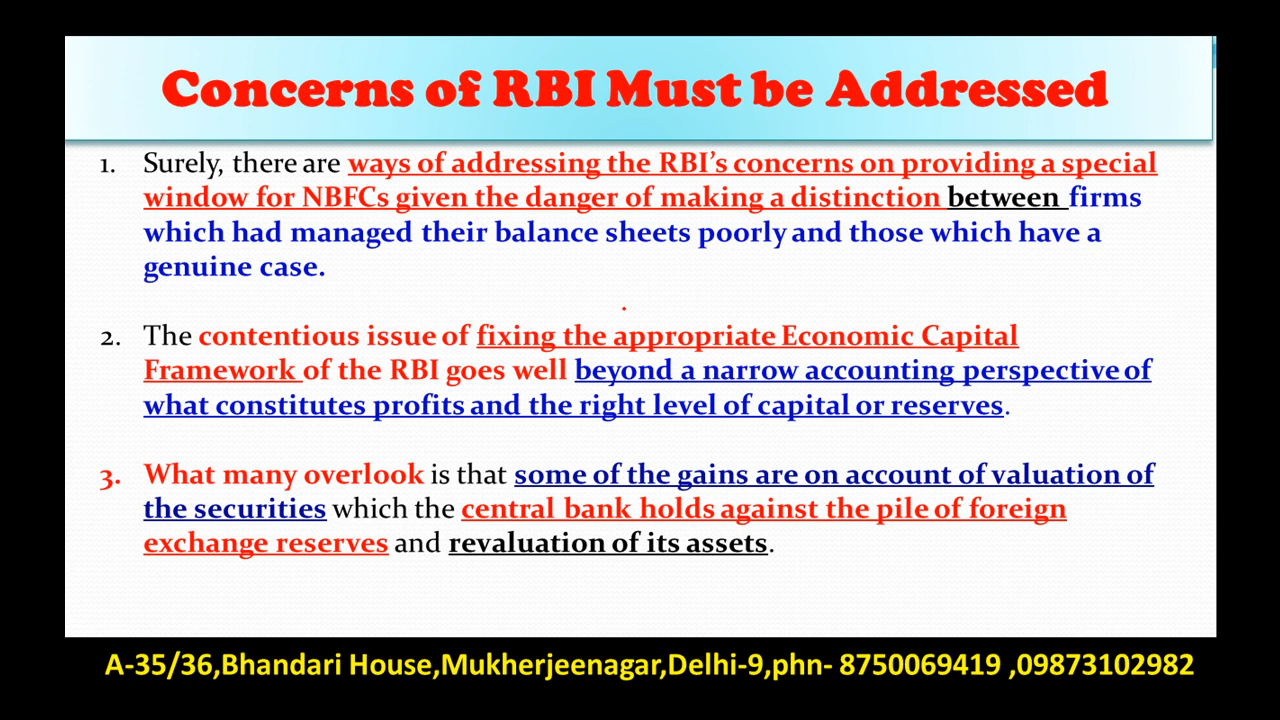 Concerns of RBI Must be Addressed
1. Surely, there are ways of addressing the RBI’s concerns on providing a special
window for NBFCs given the danger of making a distinction between firms
which had managed their balance sheets poorly and those which have a
genuine case.
2. The contentious issue of fixing the appropriate Economic Capital
Framework of the RBI goes well beyond a narrow accounting perspective of
what constitutes profits and the right level of capital or reserves.
3. What many overlook is that some of the gains are on account of valuation of
the securities which the central bank holds against the pile of foreign
exchange reserves and revaluation of its assets.
A-35/36,Bhandari House,Mukherjeenagar,Delhi-9,phn- 8750069419 ,09873102982